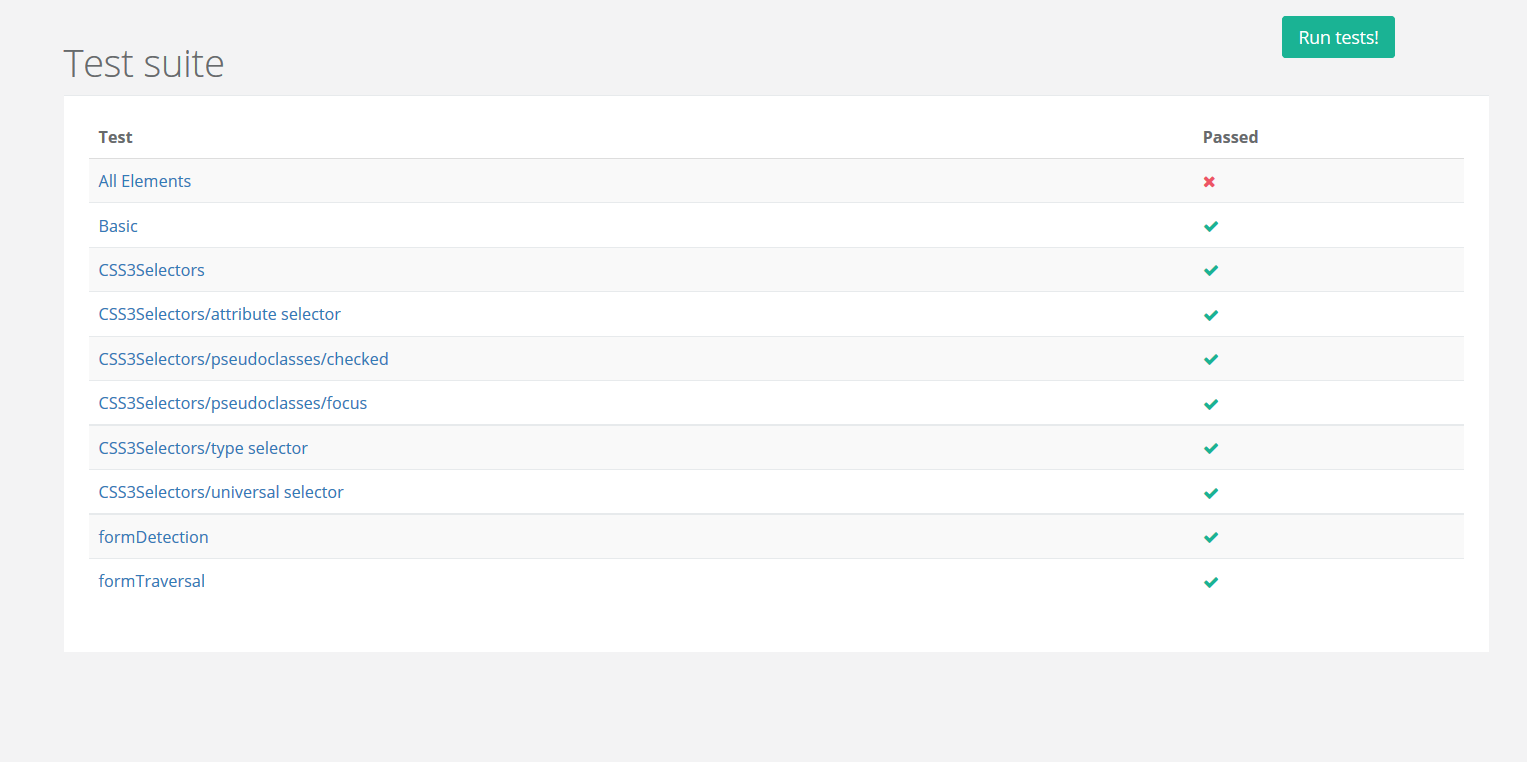 Run tests!
Test suite
Test Passed
All Elements
Basic
CSS3Selectors
CSS3Selectors/attribute selector
CSS3Selectors/pseudoclasses/checked
CSS3Selectors/pseudoclasses/focus
CSS3Selectors/type selector
CSS3Selectors/universal selector
formDetection
formTraversal